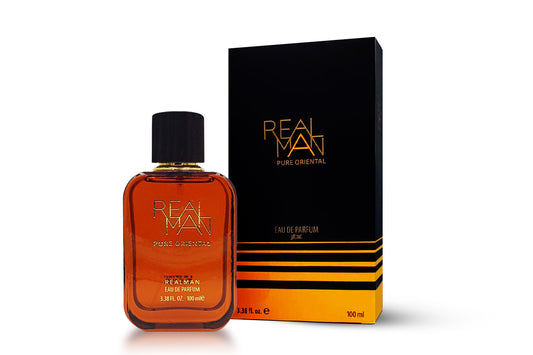 REAL
MAN
PURE ORIENTAL
REALMAN
EAU DE PARFUM
3.38 FL. OZ. 100 ml e
REAL
MAN
PURE ORIENTAL
EAU DE PARFUM
3.38 fl. oz. e
100 ml